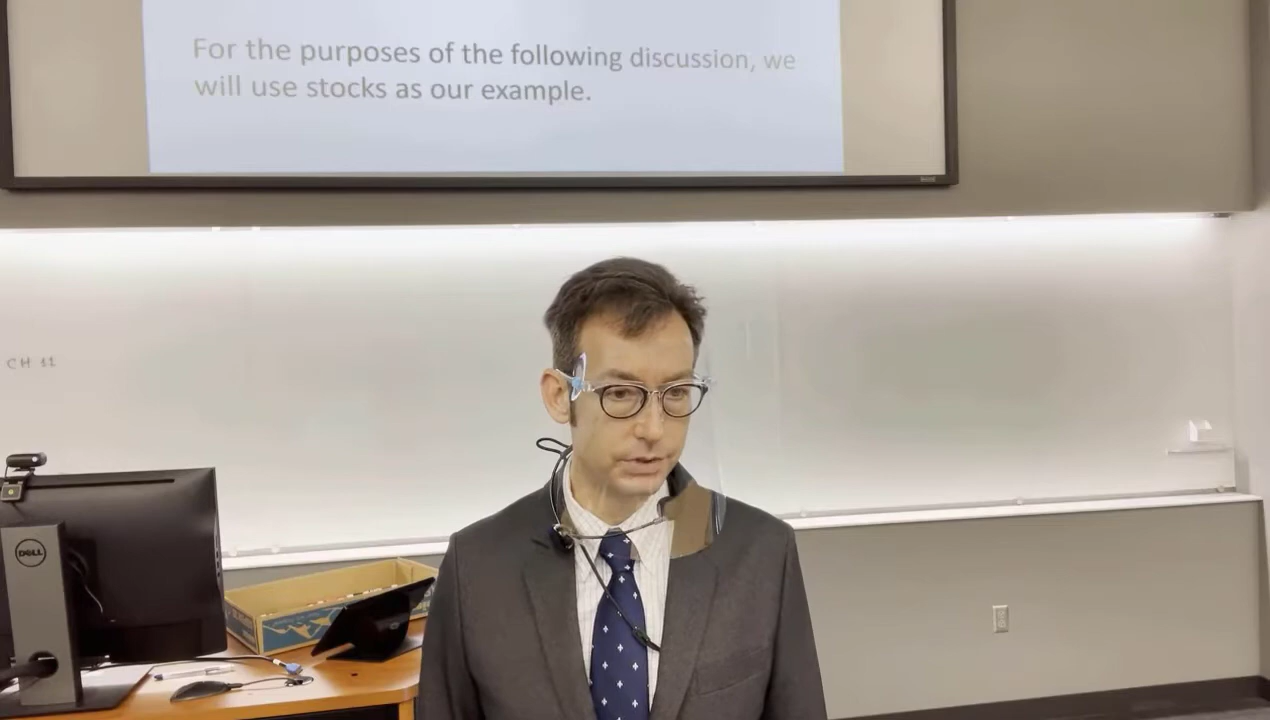 For the purposes of the following discussion, we
will use stocks as our example.
CH 11
DELL